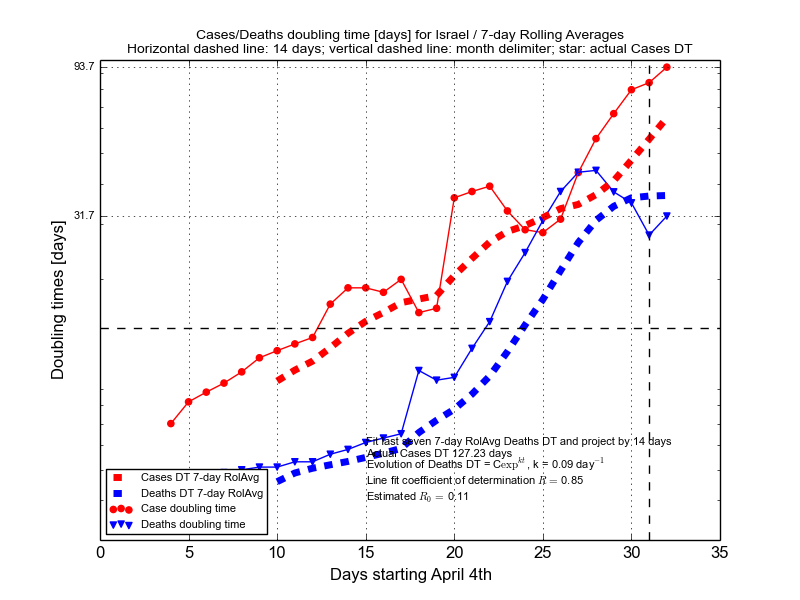 Cases/Deaths doubling time [days] for Israel / 7-day Rolling Averages
Horizontal dashed line: 14 days; vertical dashed line: month delimiter; star: actual Cases DT
93.7
31.7
Doubling times [days]
Fit last seven 7-day RolAvg Deaths DT and project by 14 days
Actual Cases DT 127.23 days
Evolution of Deaths DT = Cexp^{kt}, k = 0.09 day^{-1}
Line fit coefficient of determination R = 0.85
Estimated R_0 = 0.11
Cases DT 7-day RolAvg
Deaths DT 7-day RolAvg
Case doubling time
Deaths doubling time
0 5 10 15 20 25 30 35
Days starting April 4th